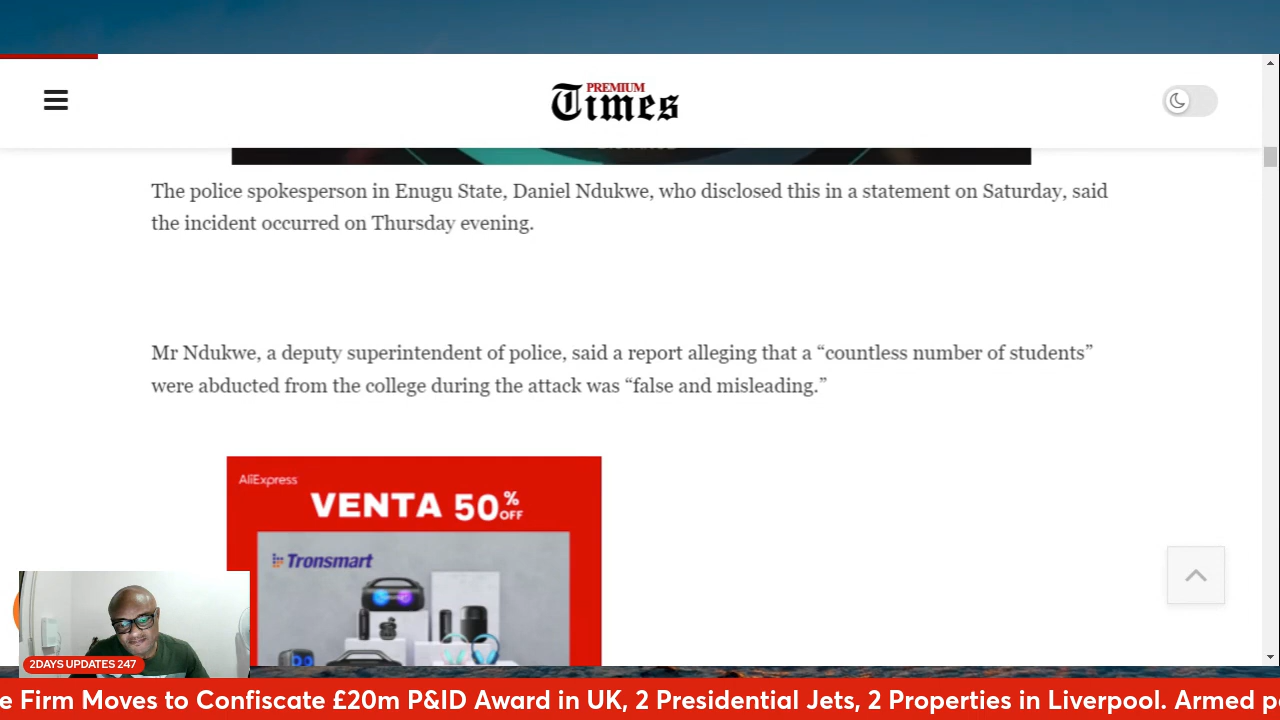 PREMIUM
Times
The police spokesperson in Enugu State, Daniel Ndukwe, who disclosed this in a statement on Saturday, said
the incident occurred on Thursday evening.
Mr Ndukwe, a deputy superintendent of police, said a report alleging that a “countless number of students”
were abducted from the college during the attack was “false and misleading.”
AliExpress
VENTA 50% OFF
Tronsmart
2DAYS UPDATES 247
e Firm Moves to Confiscate £20m P&ID Award in UK, 2 Presidential Jets, 2 Properties in Liverpool. Armed p